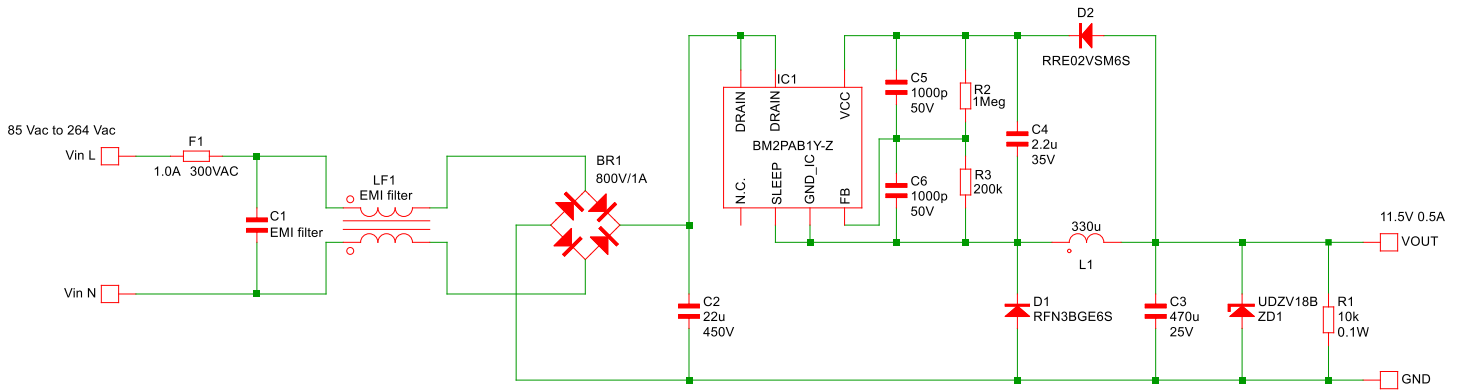 85 Vac to 264 Vac
Vin L
F1
1.0A 300VAC
C1
EMI filter
Vin N
LF1
EMI filter
BR1
800V/1A
C2
22u
450V
IC1
DRAIN
DRAIN
VCC
BM2PAB1Y-Z
N.C.
SLEEP
GND_IC
FB
C5
1000p
50V
C6
1000p
50V
R2
1Meg
R3
200k
C4
2.2u
35V
D2
RRE02VSM6S
330u
L1
D1
RFN3BGE6S
C3
470u
25V
UDZV18B
ZD1
R1
10k
0.1W
11.5V 0.5A
VOUT
GND